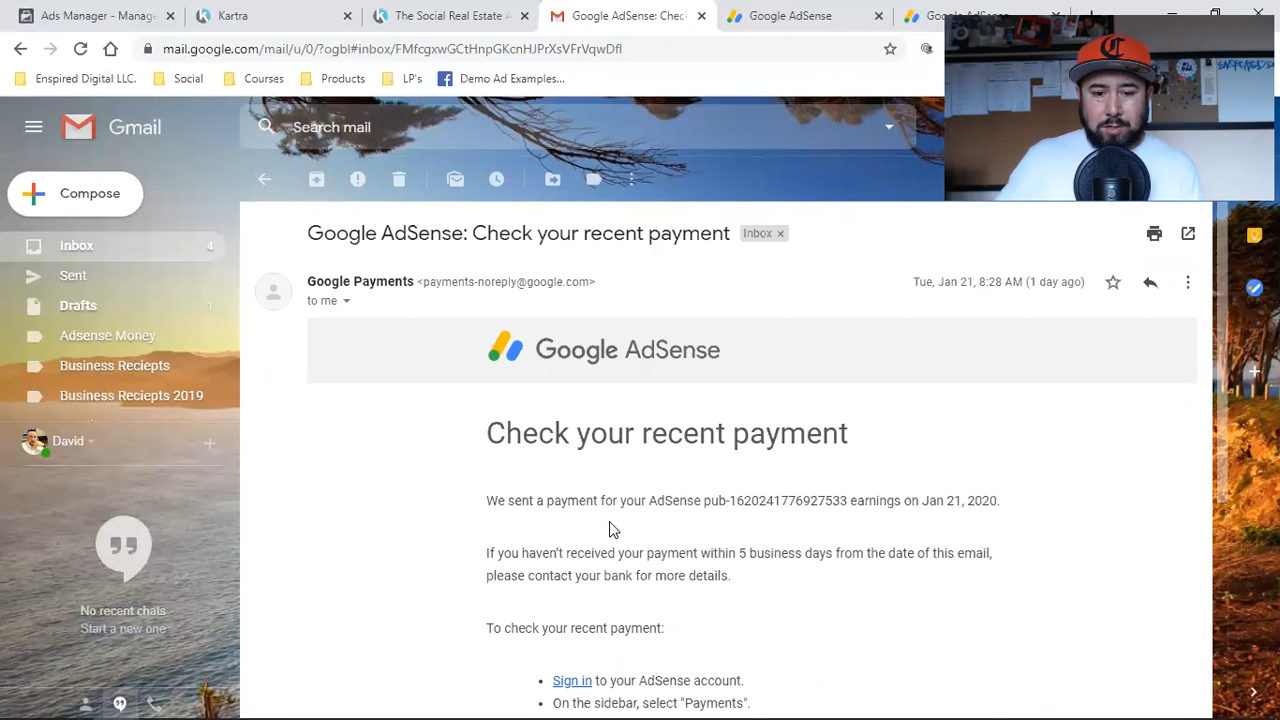 Ads Manager - Manage
Kartra
The Social Real Estate
Google AdSense: Chec
Google AdSense
Google AdSense
mail.google.com/mail/u/0/?ogbl#inbox/FMfcgxwGCtHnpGKcnHJPrXsVFrVqwDfl
Enspired Digital LLC.
Social
Courses
Products
LP's
Demo Ad Examples...
Gmail
Search mail
Compose
Inbox 4
Sent
Drafts 1
Adsense Money
Business Reciepts
Business Reciepts 2019
David
No recent chats
Start a new one
Google AdSense: Check your recent payment Inbox
Google Payments <payments-noreply@google.com>
Tue, Jan 21, 8:28 AM (1 day ago)
to me
Google AdSense
Check your recent payment
We sent a payment for your AdSense pub-1620241776927533 earnings on Jan 21, 2020.
If you haven't received your payment within 5 business days from the date of this email,
please contact your bank for more details.
To check your recent payment:
Sign in to your AdSense account.
On the sidebar, select "Payments".